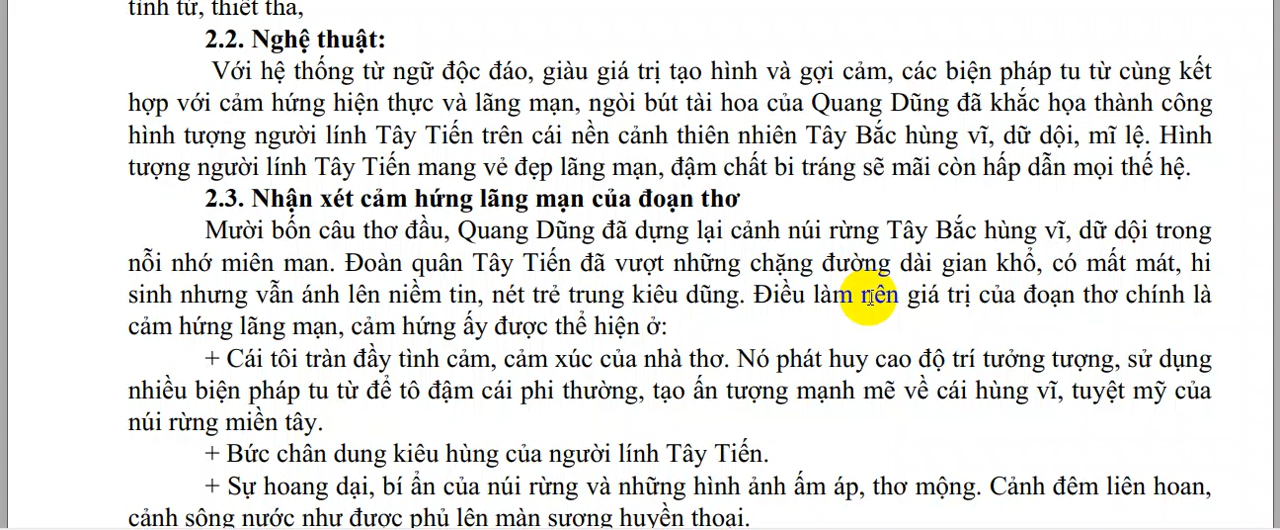 tình tứ, thiết tha,
2.2. Nghệ thuật:
Với hệ thống từ ngữ độc đáo, giàu giá trị tạo hình và gợi cảm, các biện pháp tu từ cùng kết
hợp với cảm hứng hiện thực và lãng mạn, ngòi bút tài hoa của Quang Dũng đã khắc họa thành công
hình tượng người lính Tây Tiến trên cái nền cảnh thiên nhiên Tây Bắc hùng vĩ, dữ dội, mĩ lệ. Hình
tượng người lính Tây Tiến mang vẻ đẹp lãng mạn, đậm chất bi tráng sẽ mãi còn hấp dẫn mọi thế hệ.
2.3. Nhận xét cảm hứng lãng mạn của đoạn thơ
Mười bốn câu thơ đầu, Quang Dũng đã dựng lại cảnh núi rừng Tây Bắc hùng vĩ, dữ dội trong
nỗi nhớ miên man. Đoàn quân Tây Tiến đã vượt những chặng đường dài gian khổ, có mất mát, hi
sinh nhưng vẫn ánh lên niềm tin, nét trẻ trung kiêu dũng. Điều làm nên giá trị của đoạn thơ chính là
cảm hứng lãng mạn, cảm hứng ấy được thể hiện ở:
+ Cái tôi tràn đầy tình cảm, cảm xúc của nhà thơ. Nó phát huy cao độ trí tưởng tượng, sử dụng
nhiều biện pháp tu từ để tô đậm cái phi thường, tạo ấn tượng mạnh mẽ về cái hùng vĩ, tuyệt mỹ của
núi rừng miền tây.
+ Bức chân dung kiêu hùng của người lính Tây Tiến.
+ Sự hoang dại, bí ẩn của núi rừng và những hình ảnh ấm áp, thơ mộng. Cảnh đêm liên hoan,
cảnh sông nước như được phủ lên màn sương huyền thoại.